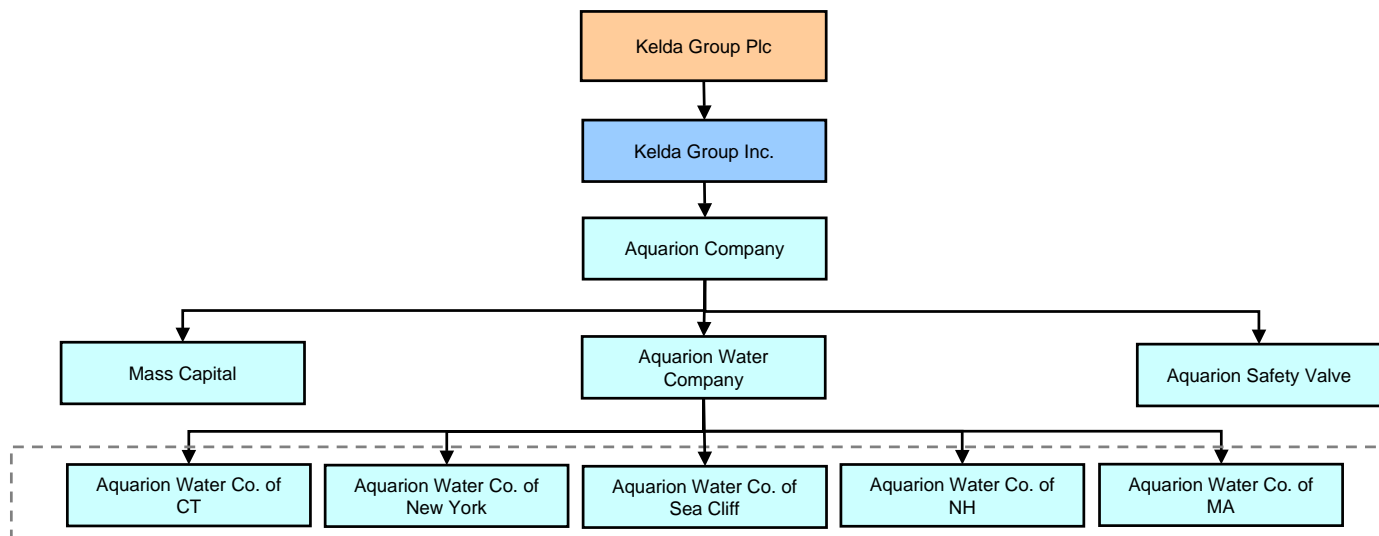 Kelda Group Plc
Kelda Group Inc.
Aquarion Company
Mass Capital
Aquarion Water
Company
Aquarion Safety Valve
Aquarion Water Co. of
CT
Aquarion Water Co. of
New York
Aquarion Water Co. of
Sea Cliff
Aquarion Water Co. of
NH
Aquarion Water Co. of
MA